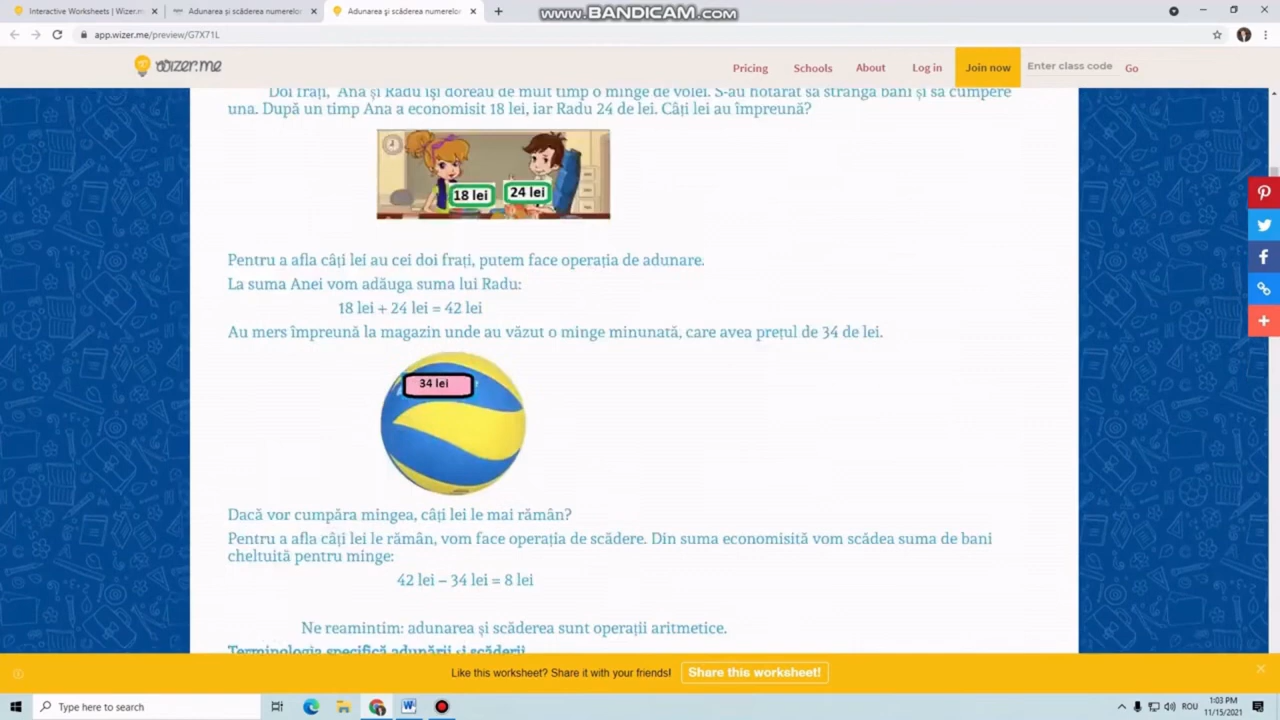 Interactive Worksheets | Wizer.m
Adunarea și scăderea numerelor
Adunarea și scăderea numerelor
www.BANDICAM.com
app.wizer.me/preview/G7X71L
wizer.me
Pricing
Schools
About
Log in
Join now
Enter class code
Go
Doi frați, Ana și Radu își doreau de mult timp o minge de volei. S-au hotărât să strângă bani și să cumpere
una. După un timp Ana a economisit 18 lei, iar Radu 24 de lei. Câți lei au împreună?
18 lei
24 lei
Pentru a afla câți lei au cei doi frați, putem face operația de adunare.
La suma Anei vom adăuga suma lui Radu:
18 lei + 24 lei = 42 lei
Au mers împreună la magazin unde au văzut o minge minunată, care avea prețul de 34 de lei.
34 lei
Dacă vor cumpăra mingea, câți lei le mai rămân?
Pentru a afla câți lei le rămân, vom face operația de scădere. Din suma economisită vom scădea suma de bani
cheltuită pentru minge:
42 lei – 34 lei = 8 lei
Ne reamintim: adunarea și scăderea sunt operații aritmetice.
Terminologia specifică adunării și scăderii
Like this worksheet? Share it with your friends!
Share this worksheet!
Type here to search
ROU
1:03 PM
11/15/2021